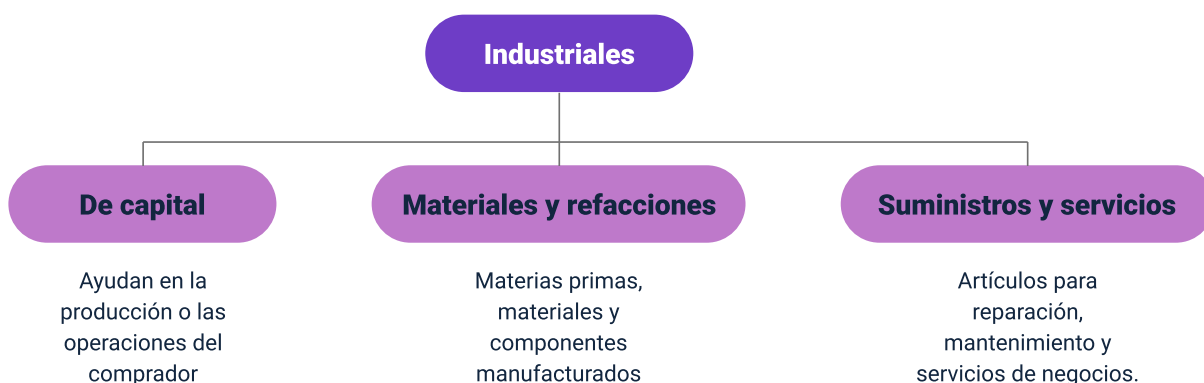 Industriales
De capital
Materiales y refacciones
Suministros y servicios
Ayudan en la
producción o las
operaciones del
comprador
Materias primas,
materiales y
componentes
manufacturados
Artículos para
reparación,
mantenimiento y
servicios de negocios.